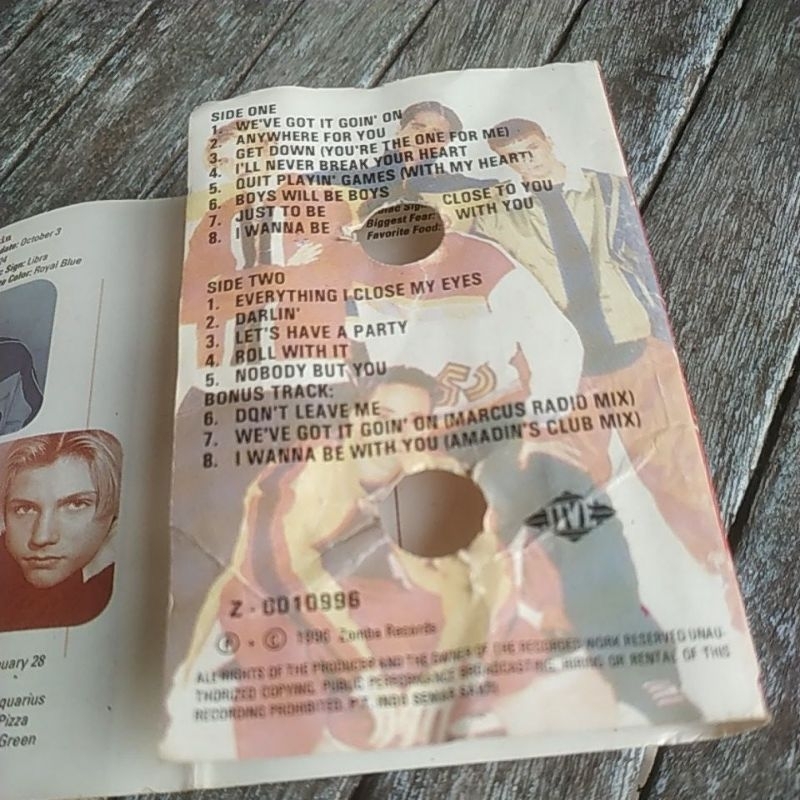 SIDE ONE
1. WE'VE GOT IT GOIN' ON
2. ANYWHERE FOR YOU
3. GET DOWN (YOU'RE THE ONE FOR ME)
4. I'LL NEVER BREAK YOUR HEART
5. QUIT PLAYIN' GAMES (WITH MY HEART)
6. BOYS WILL BE BOYS
7. JUST TO BE CLOSE TO YOU
8. I WANNA BE WITH YOU
Biggest Fear:
Favorite Food:
SIDE TWO
1. EVERYTHING I CLOSE MY EYES
2. DARLIN'
3. LET'S HAVE A PARTY
4. ROLL WITH IT
5. NOBODY BUT YOU
BONUS TRACK:
6. DON'T LEAVE ME
7. WE'VE GOT IT GOIN' ON (MARCUS RADIO MIX)
8. I WANNA BE WITH YOU (AMADIN'S CLUB MIX)
JIVE
Z - 0010996
℗ • © 1996 Zomba Records
ALL RIGHTS OF THE PRODUCER AND THE OWNER OF THE RECORDED WORK RESERVED UNAU-
THORIZED COPYING, PUBLIC PERFORMANCE BROADCASTING, HIRING OR RENTAL OF THIS
RECORDING PROHIBITED.
October 3
Sign: Libra
Color: Royal Blue
uary 28
quarius
Pizza
Green